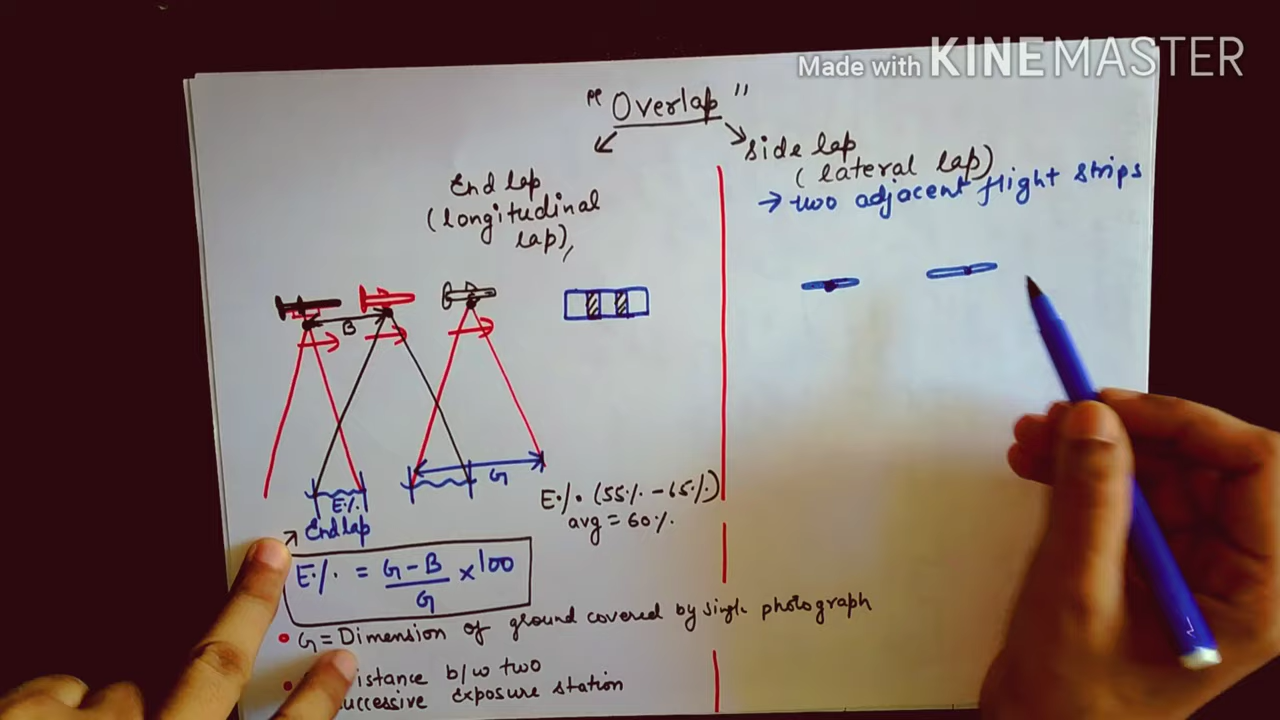 Made with KINEMASTER
"Overlap"
End lap
(longitudinal
lap),
Side lap
(lateral lap)
→ two adjacent flight strips
B
G
E%.
End lap
E%. (55%. - 65%.)
avg = 60%.
E%. = G - B / G × 100
• G = Dimension of ground covered by single photograph
• istance b/w two
uccessive exposure station